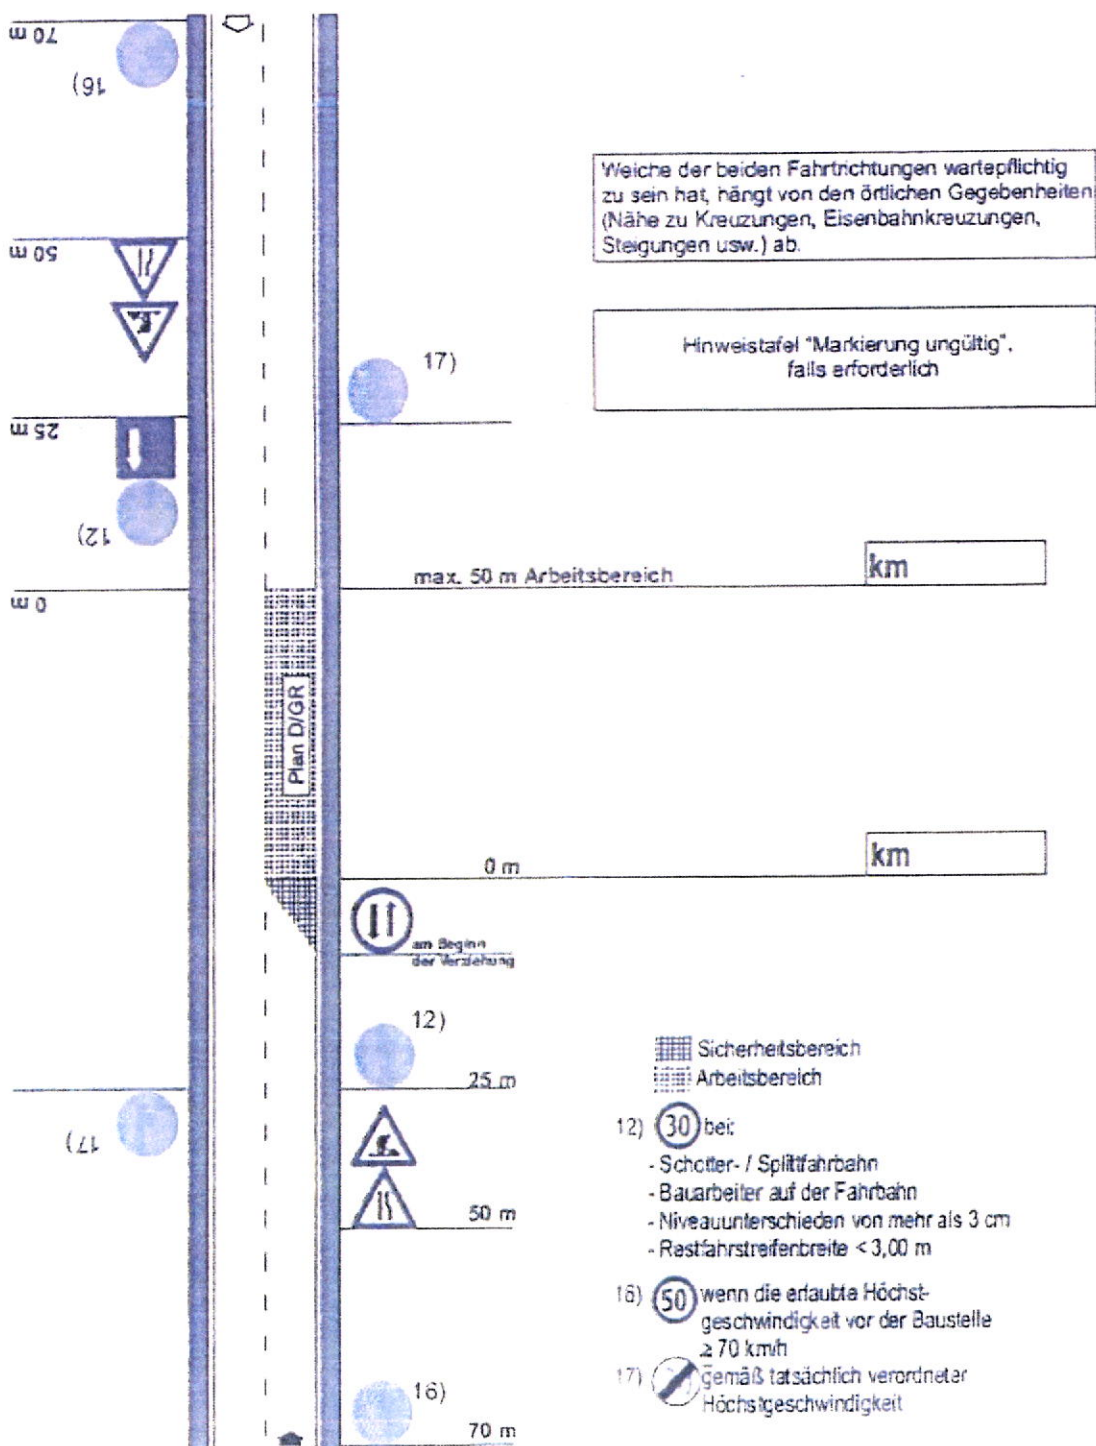 70 m
16)
Welche der beiden Fahrtrichtungen wartepflichtig
zu sein hat, hängt von den örtlichen Gegebenheiten
(Nähe zu Kreuzungen, Eisenbahnkreuzungen,
Steigungen usw.) ab.
50 m
Hinweistafel "Markierung ungültig",
falls erforderlich
17)
25 m
12)
max. 50 m Arbeitsbereich
km
0 m
Plan D/GR
km
0 m
am Beginn
der Verziehung
12)
25 m
17)
50 m
16)
70 m
Sicherheitsbereich
Arbeitsbereich
12) 30 bei:
- Schotter- / Splittfahrbahn
- Bauarbeiter auf der Fahrbahn
- Niveauunterschieden von mehr als 3 cm
- Restfahrstreifenbreite < 3,00 m
16) 50 wenn die erlaubte Höchst-
geschwindigkeit vor der Baustelle
≥ 70 km/h
17) gemäß tatsächlich verordneter
Höchstgeschwindigkeit